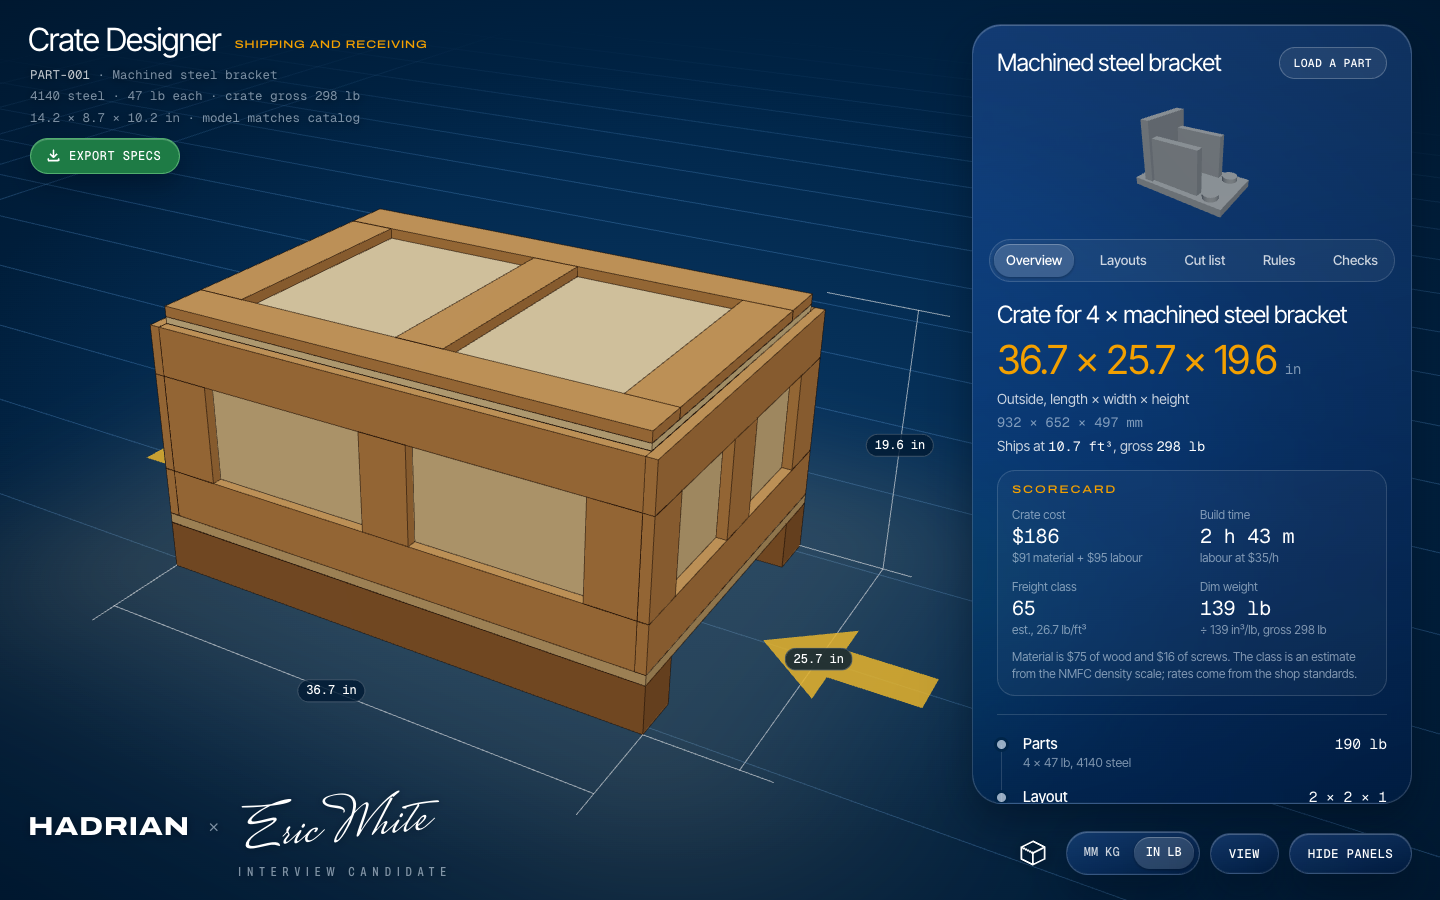 Crate Designer SHIPPING AND RECEIVING
PART-001 · Machined steel bracket
4140 steel · 47 lb each · crate gross 298 lb
14.2 × 8.7 × 10.2 in · model matches catalog
EXPORT SPECS
19.6 in
25.7 in
36.7 in
HADRIAN × Eric White
INTERVIEW CANDIDATE
Machined steel bracket
LOAD A PART
Overview Layouts Cut list Rules Checks
Crate for 4 × machined steel bracket
36.7 × 25.7 × 19.6 in
Outside, length × width × height
932 × 652 × 497 mm
Ships at 10.7 ft³, gross 298 lb
SCORECARD
Crate cost
$186
$91 material + $95 labour
Build time
2 h 43 m
labour at $35/h
Freight class
65
est., 26.7 lb/ft³
Dim weight
139 lb
÷ 139 in³/lb, gross 298 lb
Material is $75 of wood and $16 of screws. The class is an estimate
from the NMFC density scale; rates come from the shop standards.
Parts 190 lb
4 × 47 lb, 4140 steel
Layout 2 × 2 × 1
MM KG IN LB VIEW HIDE PANELS